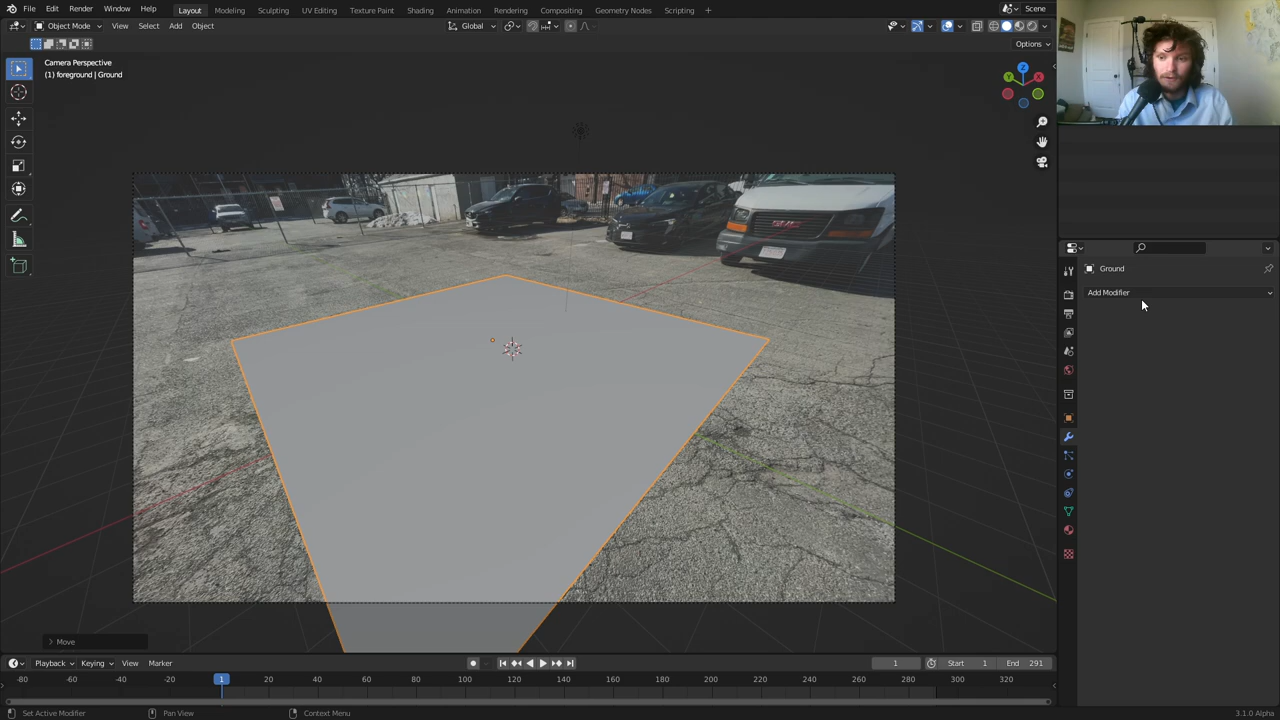 File Edit Render Window Help Layout Modeling Sculpting UV Editing Texture Paint Shading Animation Rendering Compositing Geometry Nodes Scripting + Scene
Object Mode View Select Add Object Global
Options
Camera Perspective
(1) foreground | Ground
Z
Y
X
GMC
Ground
Add Modifier
Move
Playback Keying View Marker 1 Start 1 End 291
-80 -60 -40 -20 1 20 40 60 80 100 120 140 160 180 200 220 240 260 280 300 320
Set Active Modifier Pan View Context Menu 3.1.0 Alpha